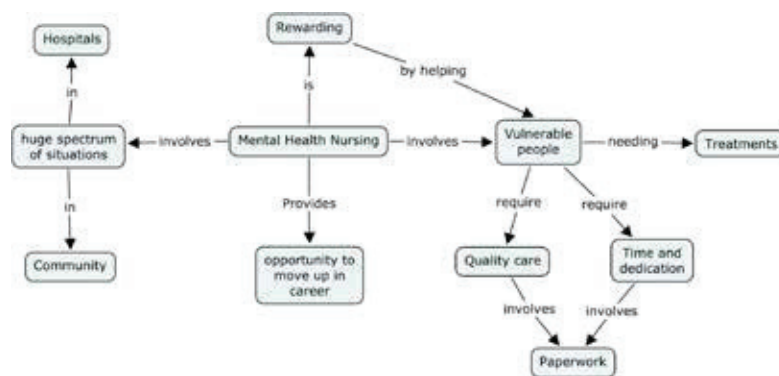 Hospitals
Rewarding
by helping
in
is
huge spectrum
of situations
involves
Mental Health Nursing
involves
Vulnerable
people
needing
Treatments
in
Provides
require
require
Community
opportunity to
move up in
career
Quality care
Time and
dedication
involves
involves
Paperwork